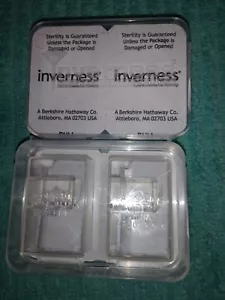 Sterility is Guaranteed
Unless the Package is
Damaged or Opened
Sterility is Guaranteed
Unless the Package is
Damaged or Opened
inverness®
inverness®
A Berkshire Hathaway Co.
Attleboro, MA 02703 USA
A Berkshire Hathaway Co.
Attleboro, MA 02703 USA